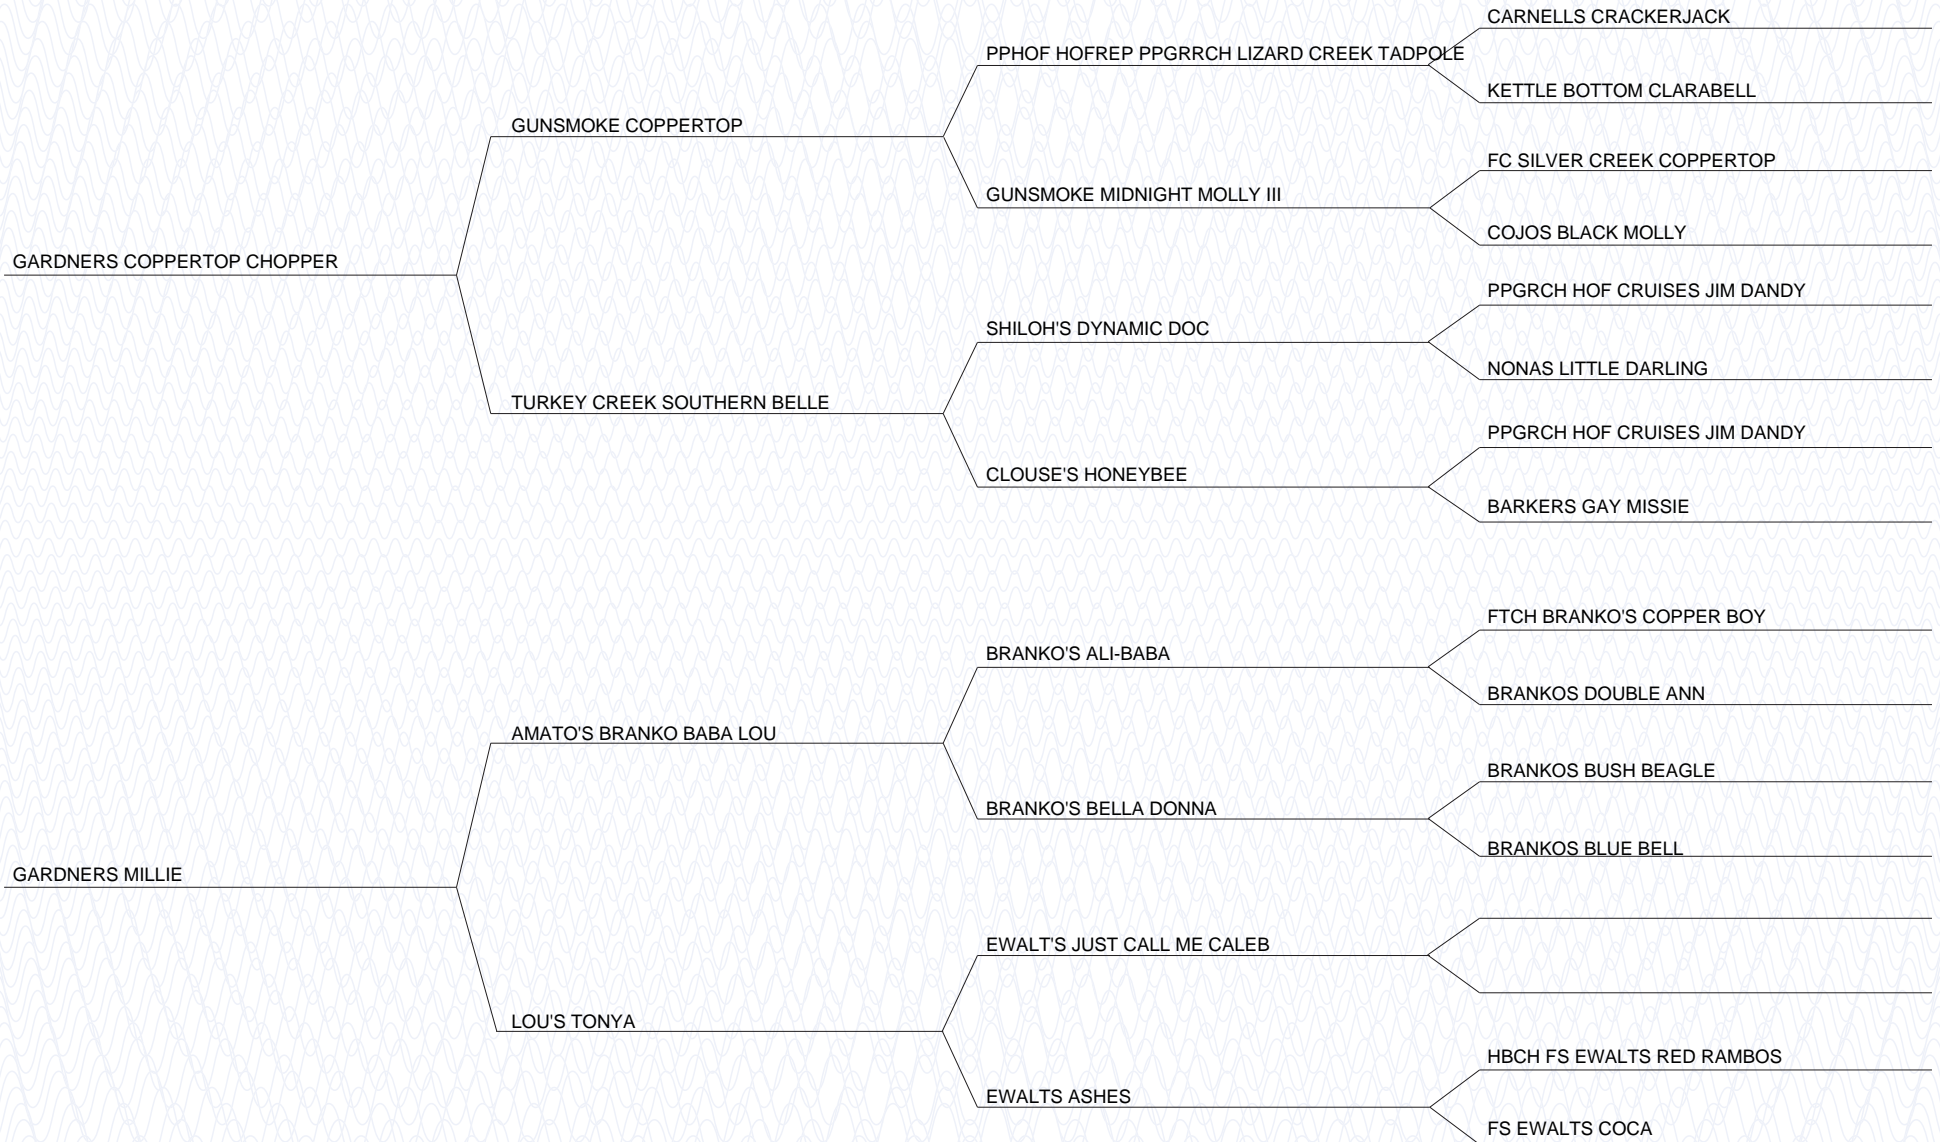 CARNELLS CRACKERJACK
PPHOF HOFREP PPGRRCH LIZARD CREEK TADPOLE
KETTLE BOTTOM CLARABELL
GUNSMOKE COPPERTOP
FC SILVER CREEK COPPERTOP
GUNSMOKE MIDNIGHT MOLLY III
COJOS BLACK MOLLY
GARDNERS COPPERTOP CHOPPER
PPGRCH HOF CRUISES JIM DANDY
SHILOH'S DYNAMIC DOC
NONAS LITTLE DARLING
TURKEY CREEK SOUTHERN BELLE
PPGRCH HOF CRUISES JIM DANDY
CLOUSE'S HONEYBEE
BARKERS GAY MISSIE
FTCH BRANKO'S COPPER BOY
BRANKO'S ALI-BABA
BRANKOS DOUBLE ANN
AMATO'S BRANKO BABA LOU
BRANKOS BUSH BEAGLE
BRANKO'S BELLA DONNA
BRANKOS BLUE BELL
GARDNERS MILLIE
EWALT'S JUST CALL ME CALEB
LOU'S TONYA
HBCH FS EWALTS RED RAMBOS
EWALTS ASHES
FS EWALTS COCA